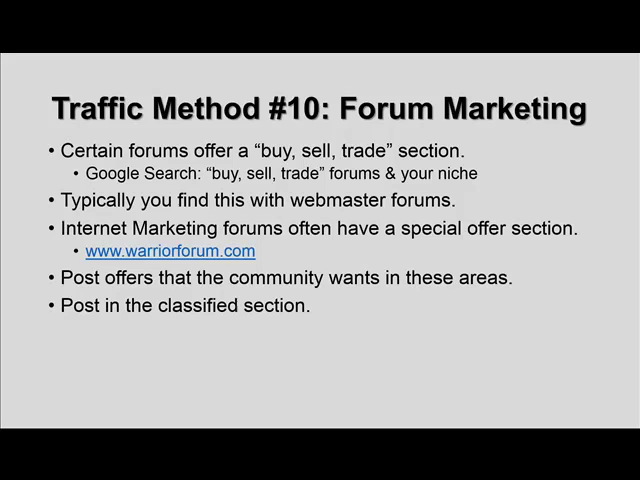 Traffic Method #10: Forum Marketing
• Certain forums offer a “buy, sell, trade” section.
• Google Search: “buy, sell, trade” forums & your niche
• Typically you find this with webmaster forums.
• Internet Marketing forums often have a special offer section.
• www.warriorforum.com
• Post offers that the community wants in these areas.
• Post in the classified section.